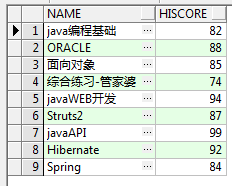 NAME HISCORE
1 java编程基础 ··· 82
2 ORACLE ··· 88
3 面向对象 ··· 85
4 综合练习-管家婆 ··· 74
5 javaWEB开发 ··· 94
6 Struts2 ··· 87
7 javaAPI ··· 99
8 Hibernate ··· 92
9 Spring ··· 84